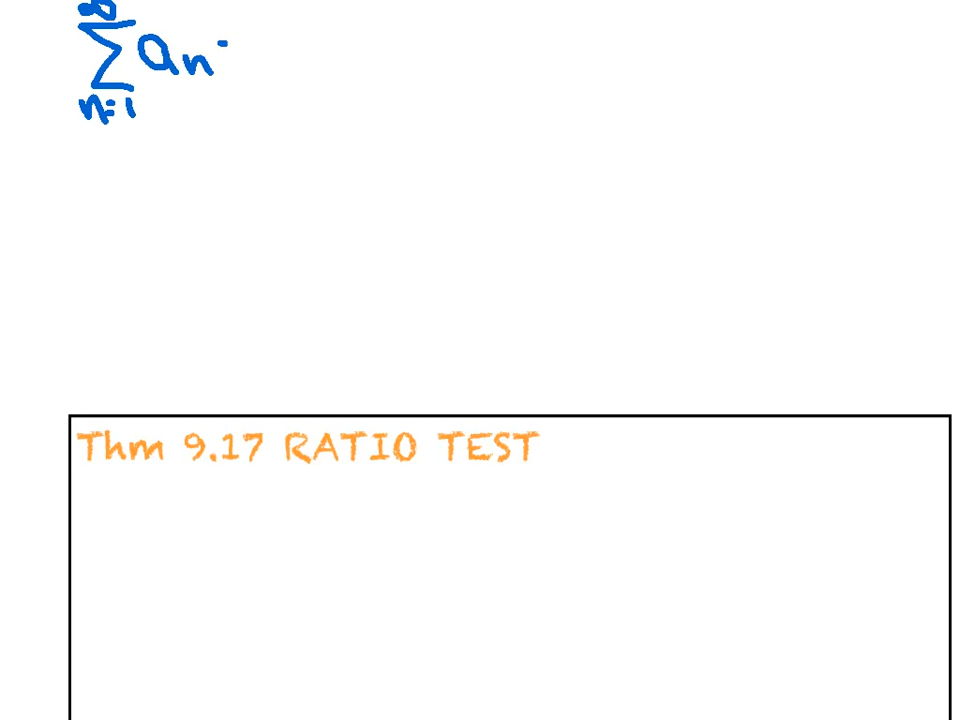 ∞
∑ an
n=1
Thm 9.17 RATIO TEST